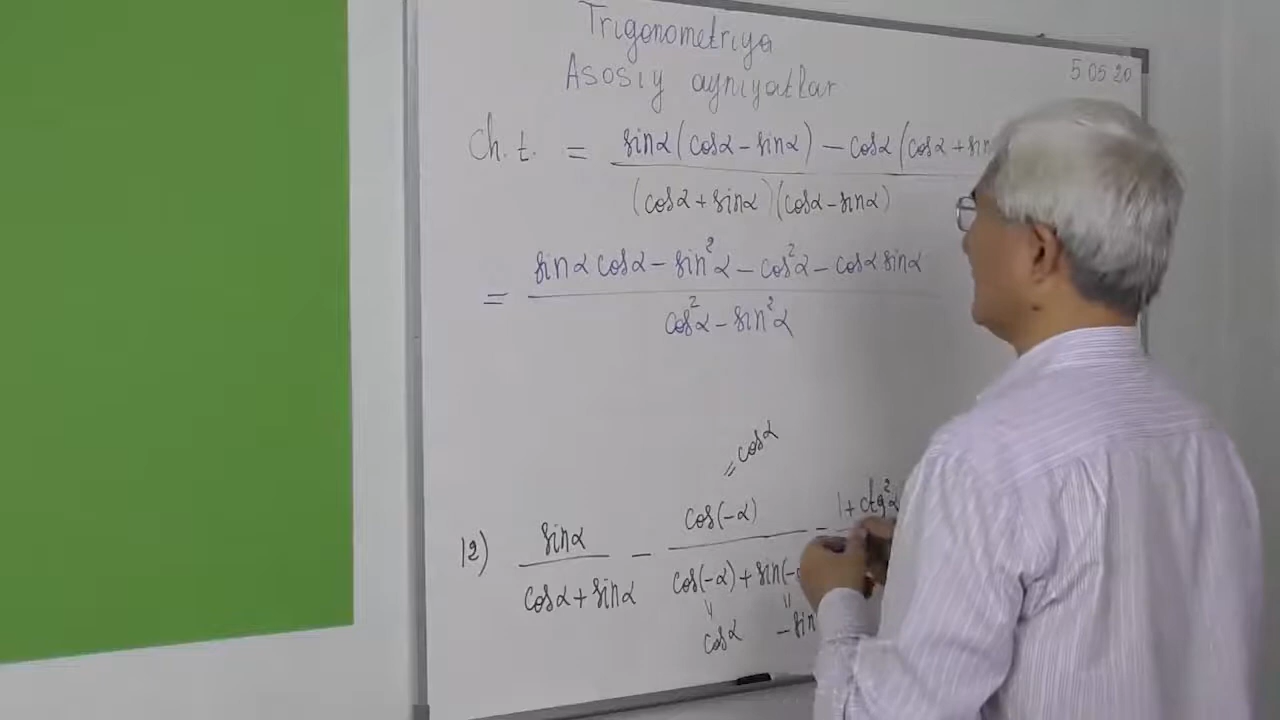 Trigonometriya
Asosiy ayniyatlar
5 05 20
Ch. t. = sinα(cosα - sinα) - cosα(cosα + sin
(cosα + sinα)(cosα - sinα)
= sinα cosα - sin²α - cos²α - cosα sinα
cos²α - sin²α
= cosα
12) sinα - cos(-α) = 1 + ctg²α
cosα + sinα cos(-α) + sin(-α
" "
cosα - sin